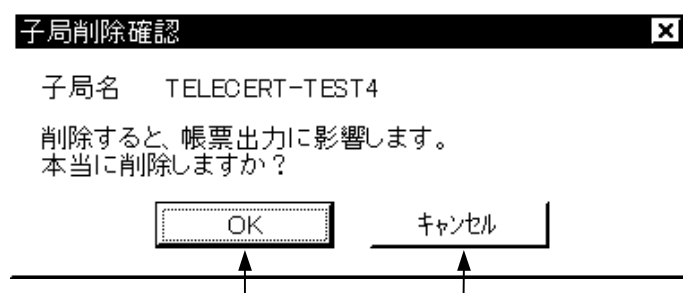 子局削除確認
子局名 TELECERT-TEST4
削除すると、帳票出力に影響します。
本当に削除しますか？
OK キャンセル